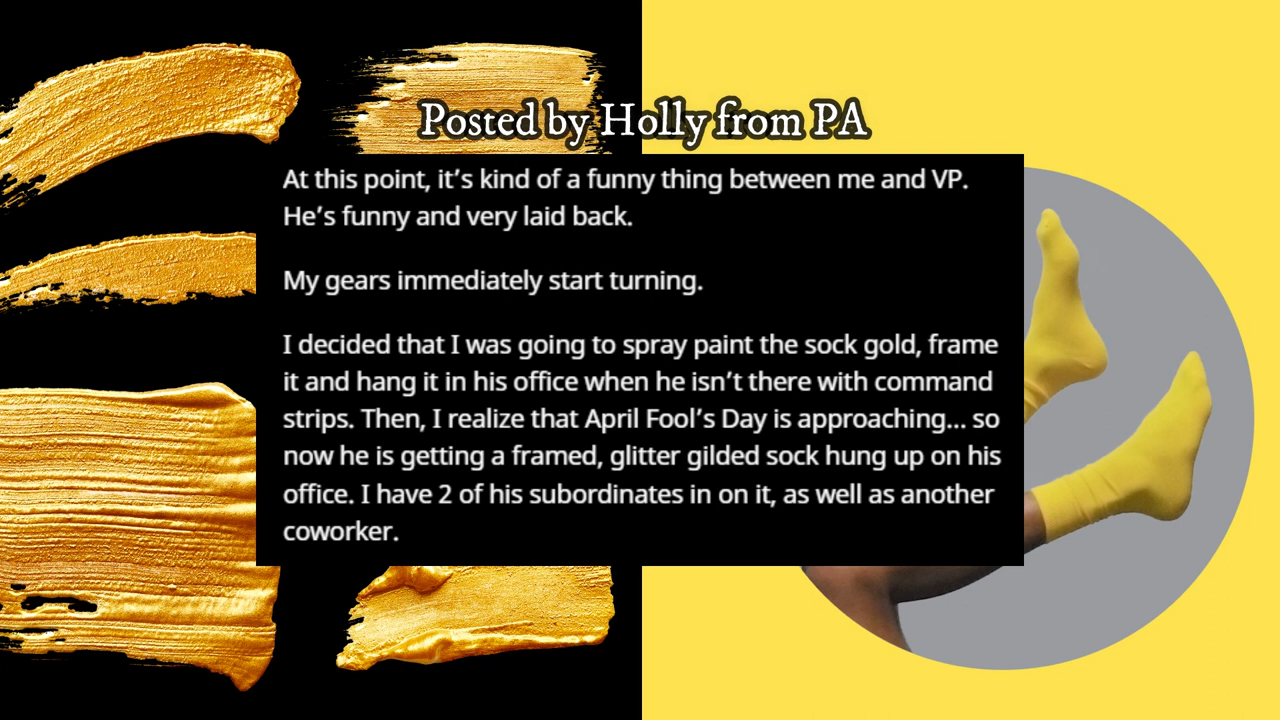 Posted by Holly from PA
At this point, it’s kind of a funny thing between me and VP.
He’s funny and very laid back.
My gears immediately start turning.
I decided that I was going to spray paint the sock gold, frame
it and hang it in his office when he isn’t there with command
strips. Then, I realize that April Fool’s Day is approaching... so
now he is getting a framed, glitter gilded sock hung up on his
office. I have 2 of his subordinates in on it, as well as another
coworker.